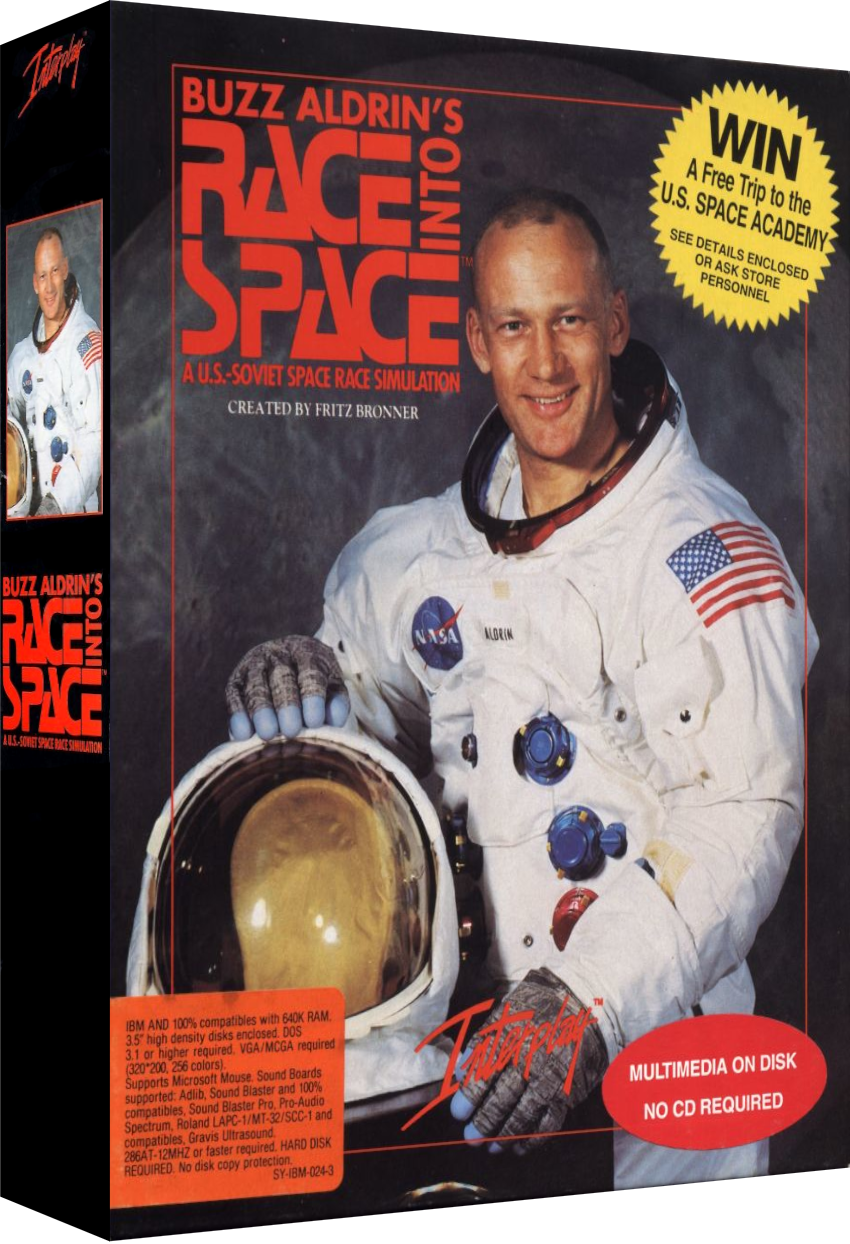 Interplay
BUZZ ALDRIN'S
RACE
INTO
SPACE
A U.S.-SOVIET SPACE RACE SIMULATION
BUZZ ALDRIN'S
RACE
INTO
SPACE™
A U.S.-SOVIET SPACE RACE SIMULATION
CREATED BY FRITZ BRONNER
WIN
A Free Trip to the
U.S. SPACE ACADEMY
SEE DETAILS ENCLOSED
OR ASK STORE
PERSONNEL
NASA
ALDRIN
IBM AND 100% compatibles with 640K RAM.
3.5" high density disks enclosed. DOS
3.1 or higher required. VGA/MCGA required
(320*200, 256 colors).
Supports Microsoft Mouse. Sound Boards
supported: Adlib, Sound Blaster and 100%
compatibles, Sound Blaster Pro, Pro-Audio
Spectrum, Roland LAPC-1/MT-32/SCC-1 and
compatibles, Gravis Ultrasound.
286AT-12MHZ or faster required. HARD DISK
REQUIRED. No disk copy protection.
SY-IBM-024-3
Interplay™
MULTIMEDIA ON DISK
NO CD REQUIRED